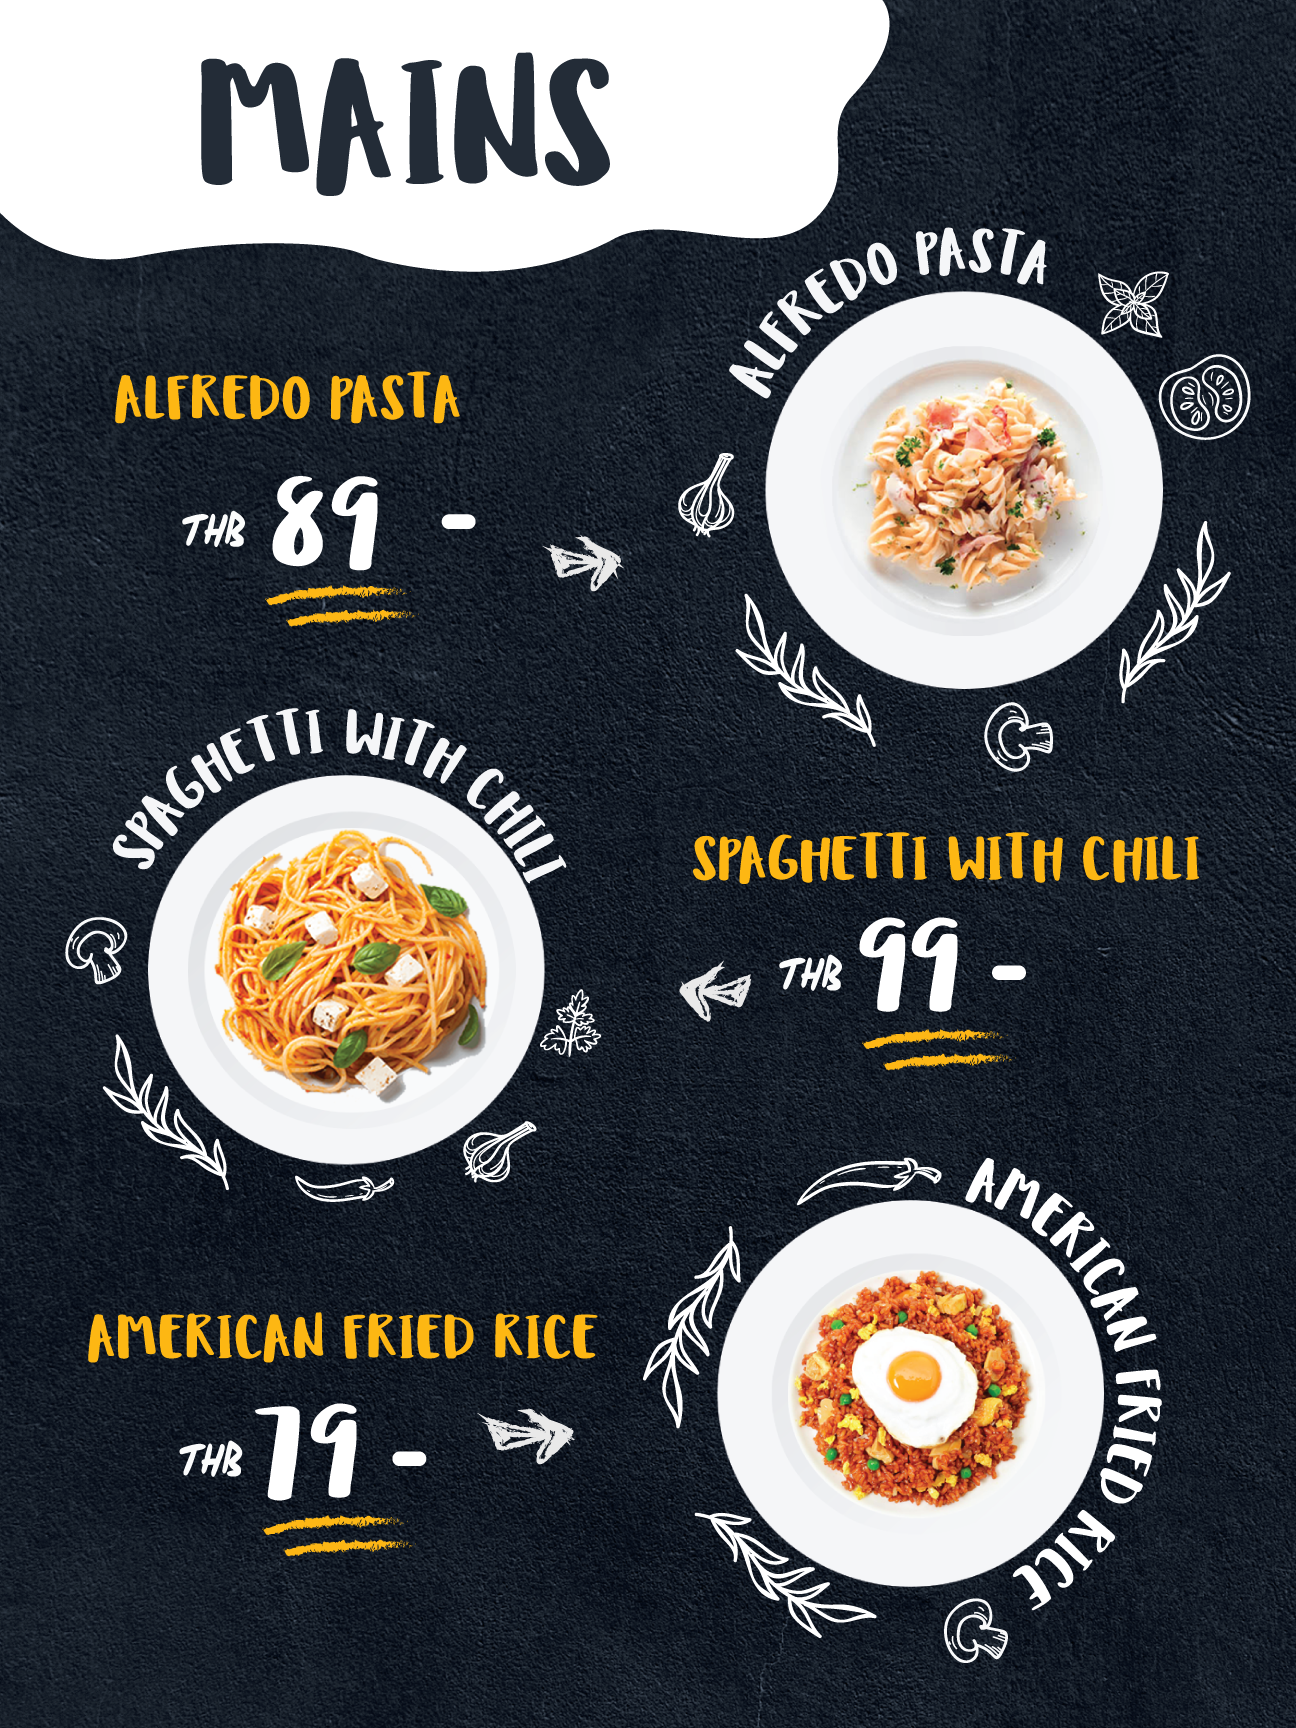 MAINS
ALFREDO PASTA
ALFREDO PASTA
THB 89 -
SPAGHETTI WITH CHILI
SPAGHETTI WITH CHILI
THB 99 -
AMERICAN FRIED RICE
AMERICAN FRIED RICE
THB 79 -